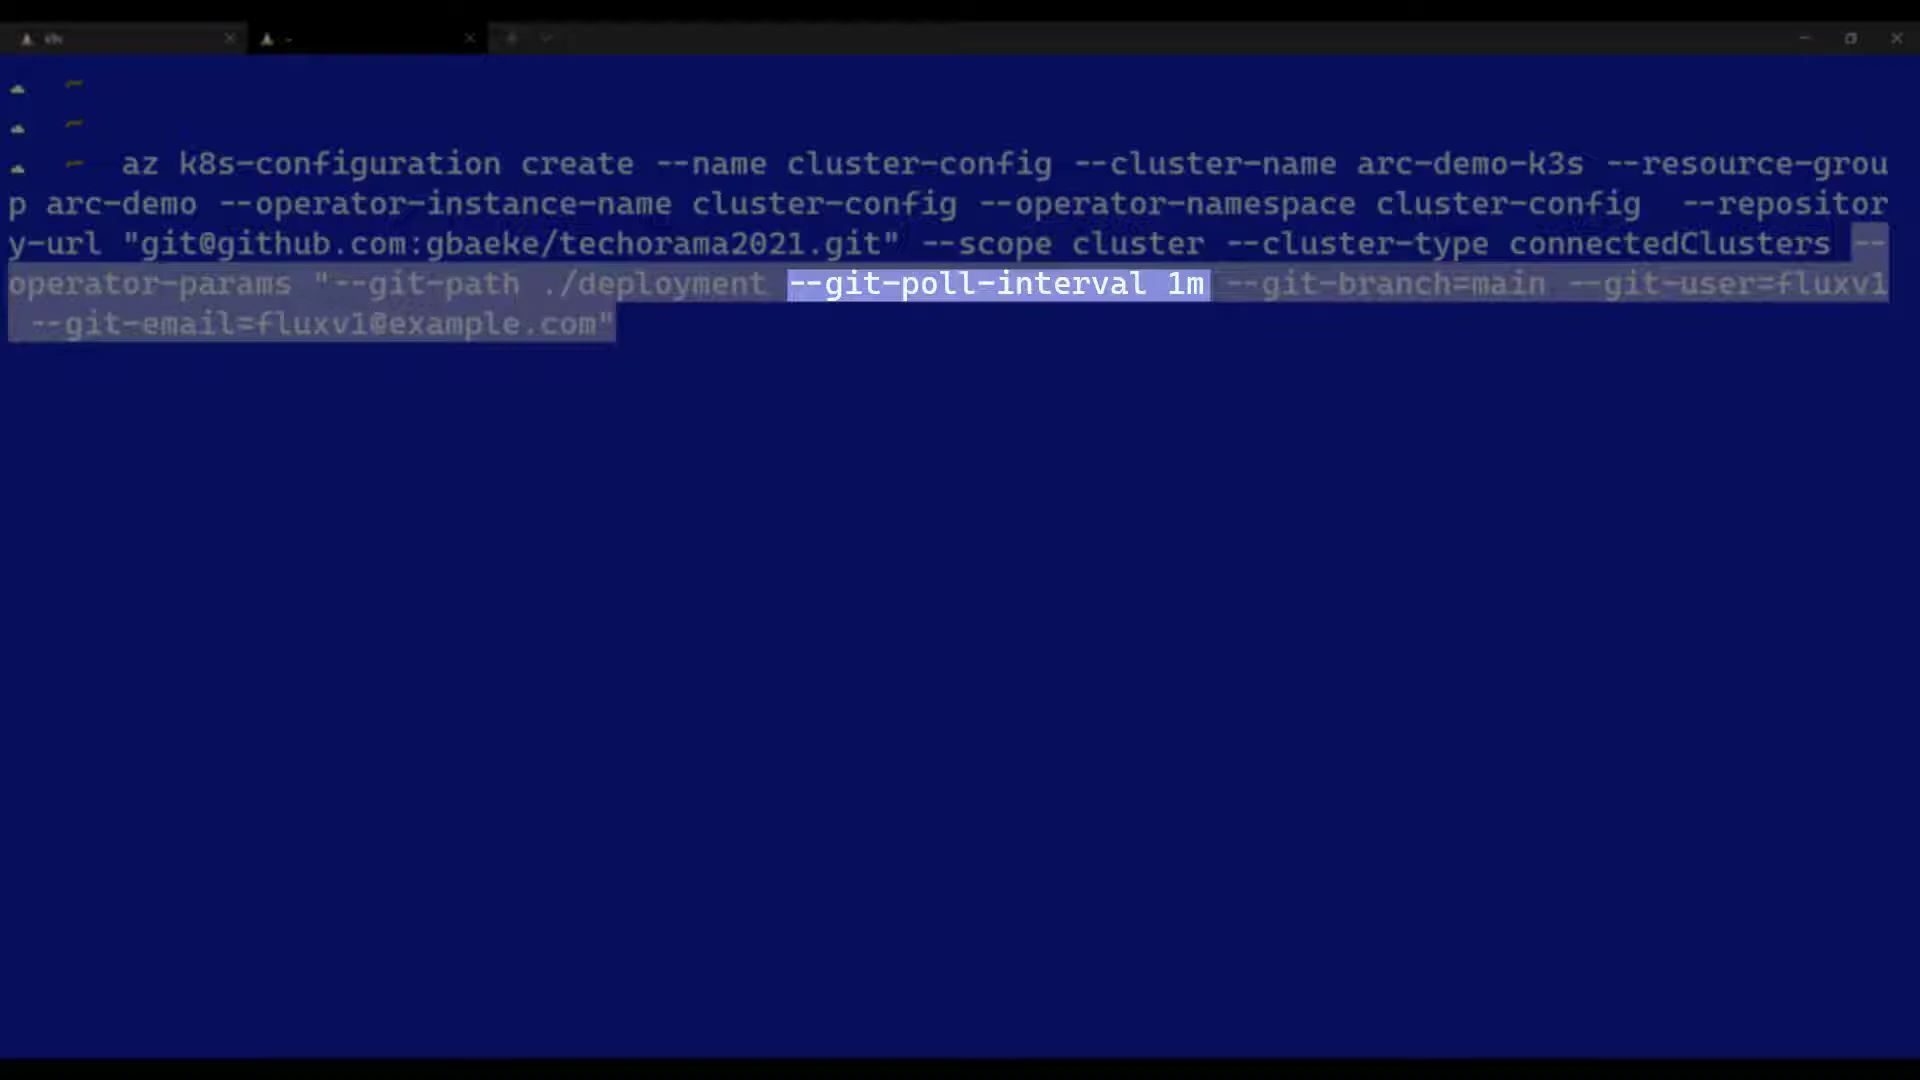 k9s
~
~
~ az k8s-configuration create --name cluster-config --cluster-name arc-demo-k3s --resource-grou
p arc-demo --operator-instance-name cluster-config --operator-namespace cluster-config  --repositor
y-url "git@github.com:gbaeke/techorama2021.git" --scope cluster --cluster-type connectedClusters --
operator-params "--git-path ./deployment --git-poll-interval 1m --git-branch=main --git-user=fluxv1
 --git-email=fluxv1@example.com"